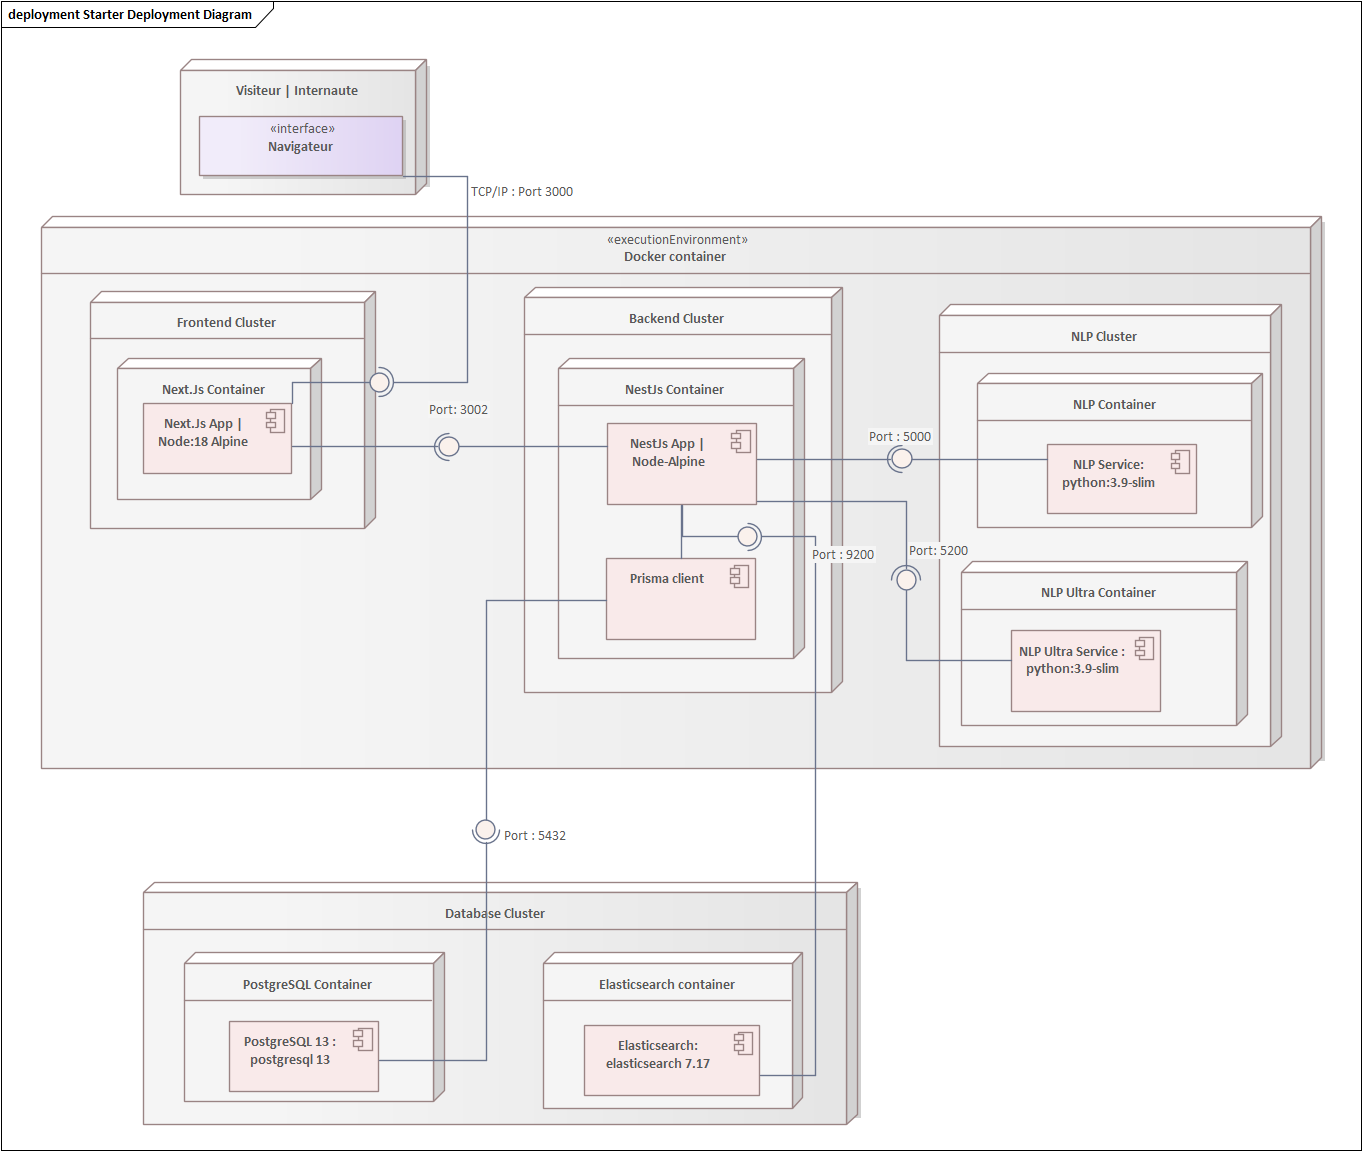 deployment Starter Deployment Diagram
Visiteur | Internaute
«interface»
Navigateur
TCP/IP : Port 3000
«executionEnvironment»
Docker container
Frontend Cluster
Next.Js Container
Next.Js App |
Node:18 Alpine
Port: 3002
Backend Cluster
NestJs Container
NestJs App |
Node-Alpine
Prisma client
Port : 9200
Port : 5000
Port: 5200
NLP Cluster
NLP Container
NLP Service:
python:3.9-slim
NLP Ultra Container
NLP Ultra Service :
python:3.9-slim
Port : 5432
Database Cluster
PostgreSQL Container
PostgreSQL 13 :
postgresql 13
Elasticsearch container
Elasticsearch:
elasticsearch 7.17